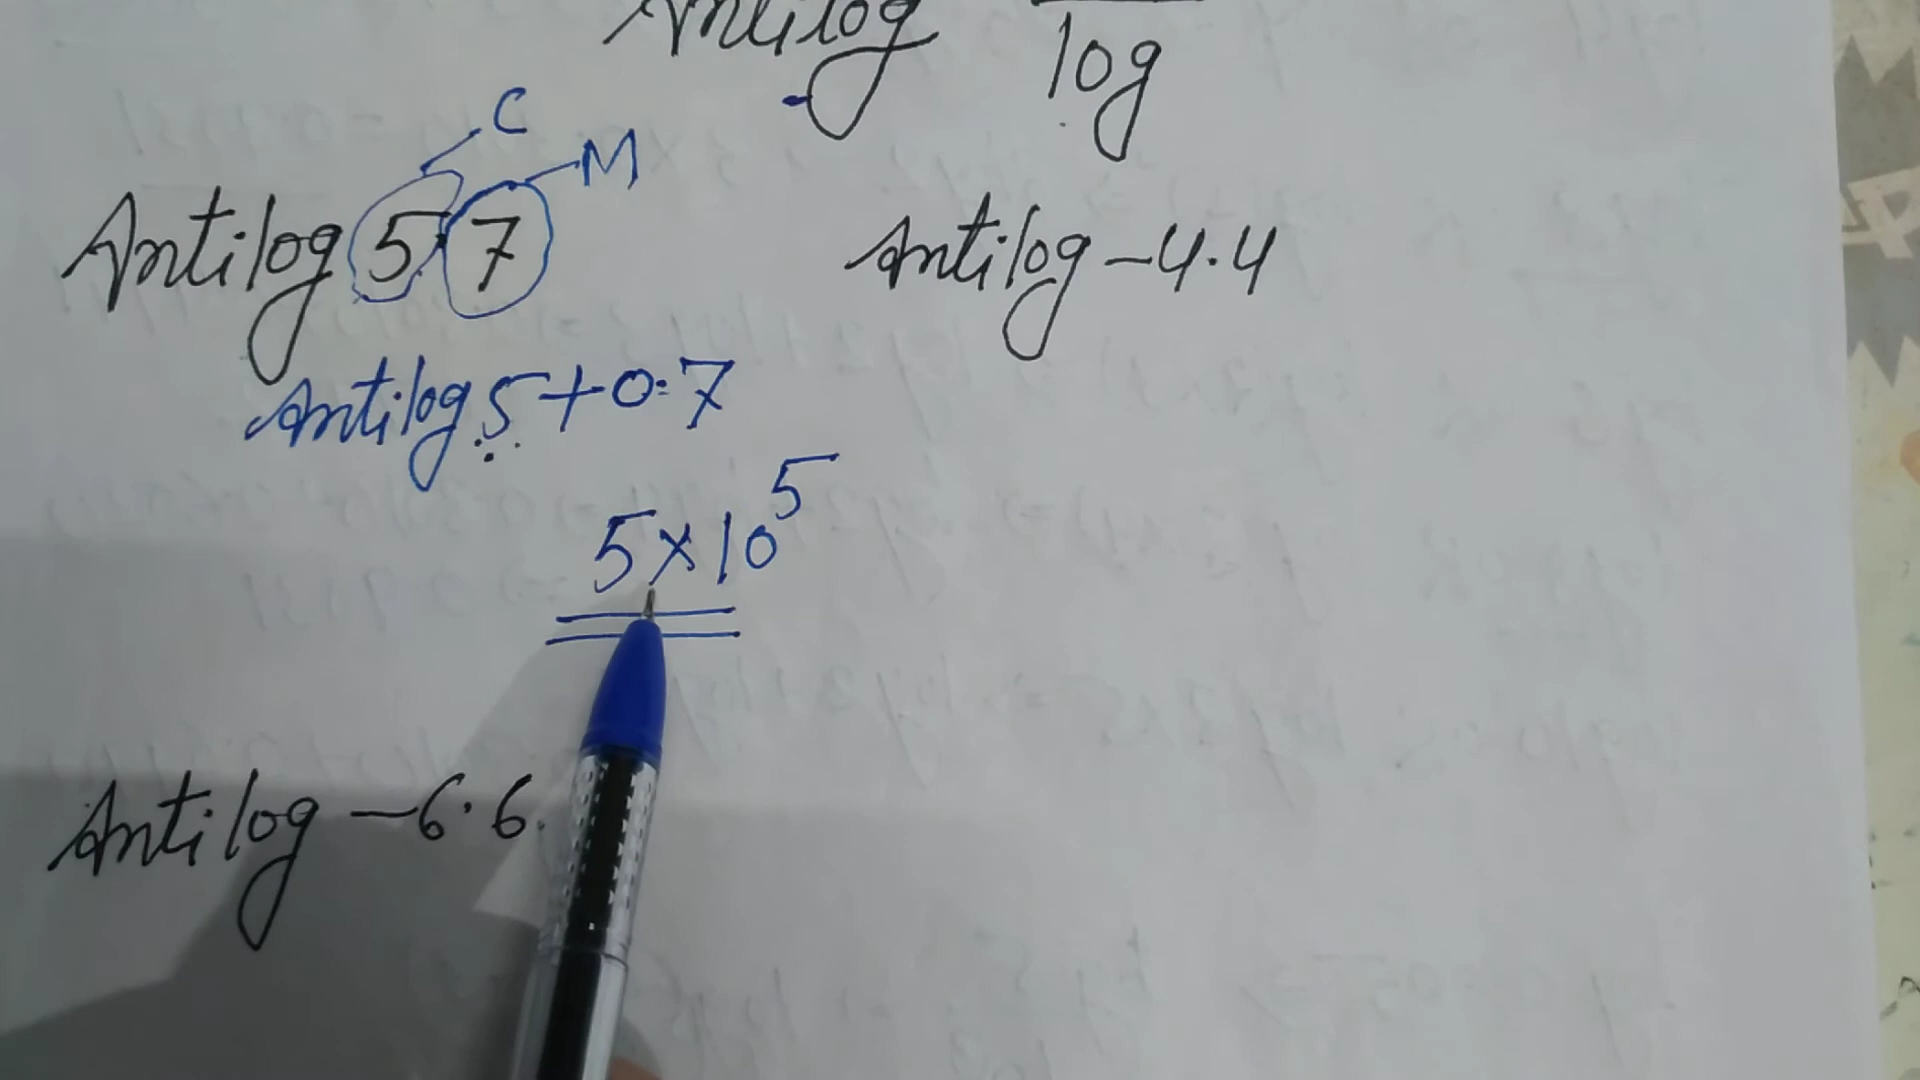 Antilog
log
C
M
Antilog 5.7
Antilog -4.4
Antilog 5+0.7
5×10⁵
Antilog -6.6